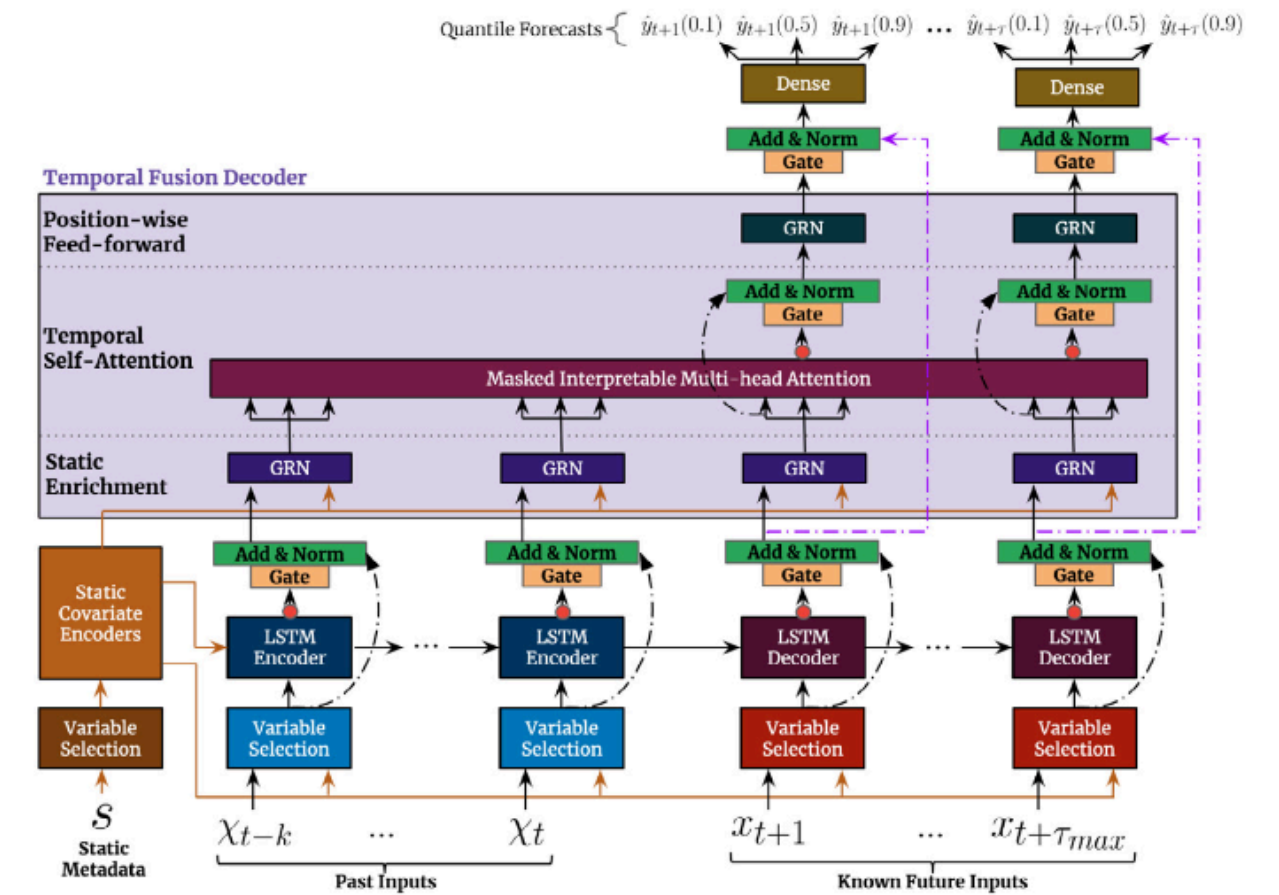 Quantile Forecasts { ŷₜ₊₁(0.1) ŷₜ₊₁(0.5) ŷₜ₊₁(0.9) ... ŷₜ₊τ(0.1) ŷₜ₊τ(0.5) ŷₜ₊τ(0.9)
Dense Dense
Add & Norm Add & Norm
Gate Gate
Temporal Fusion Decoder
Position-wise
Feed-forward
GRN GRN
Add & Norm Add & Norm
Gate Gate
Temporal
Self-Attention
Masked Interpretable Multi-head Attention
Static
Enrichment
GRN GRN GRN GRN
Add & Norm Add & Norm Add & Norm Add & Norm
Gate Gate Gate Gate
Static
Covariate
Encoders
LSTM
Encoder
...
LSTM
Encoder
LSTM
Decoder
...
LSTM
Decoder
Variable
Selection
Variable
Selection
Variable
Selection
Variable
Selection
Variable
Selection
s
Static
Metadata
χₜ₋ₖ ... χₜ
Past Inputs
xₜ₊₁ ... x_{t+τ_{max}}
Known Future Inputs